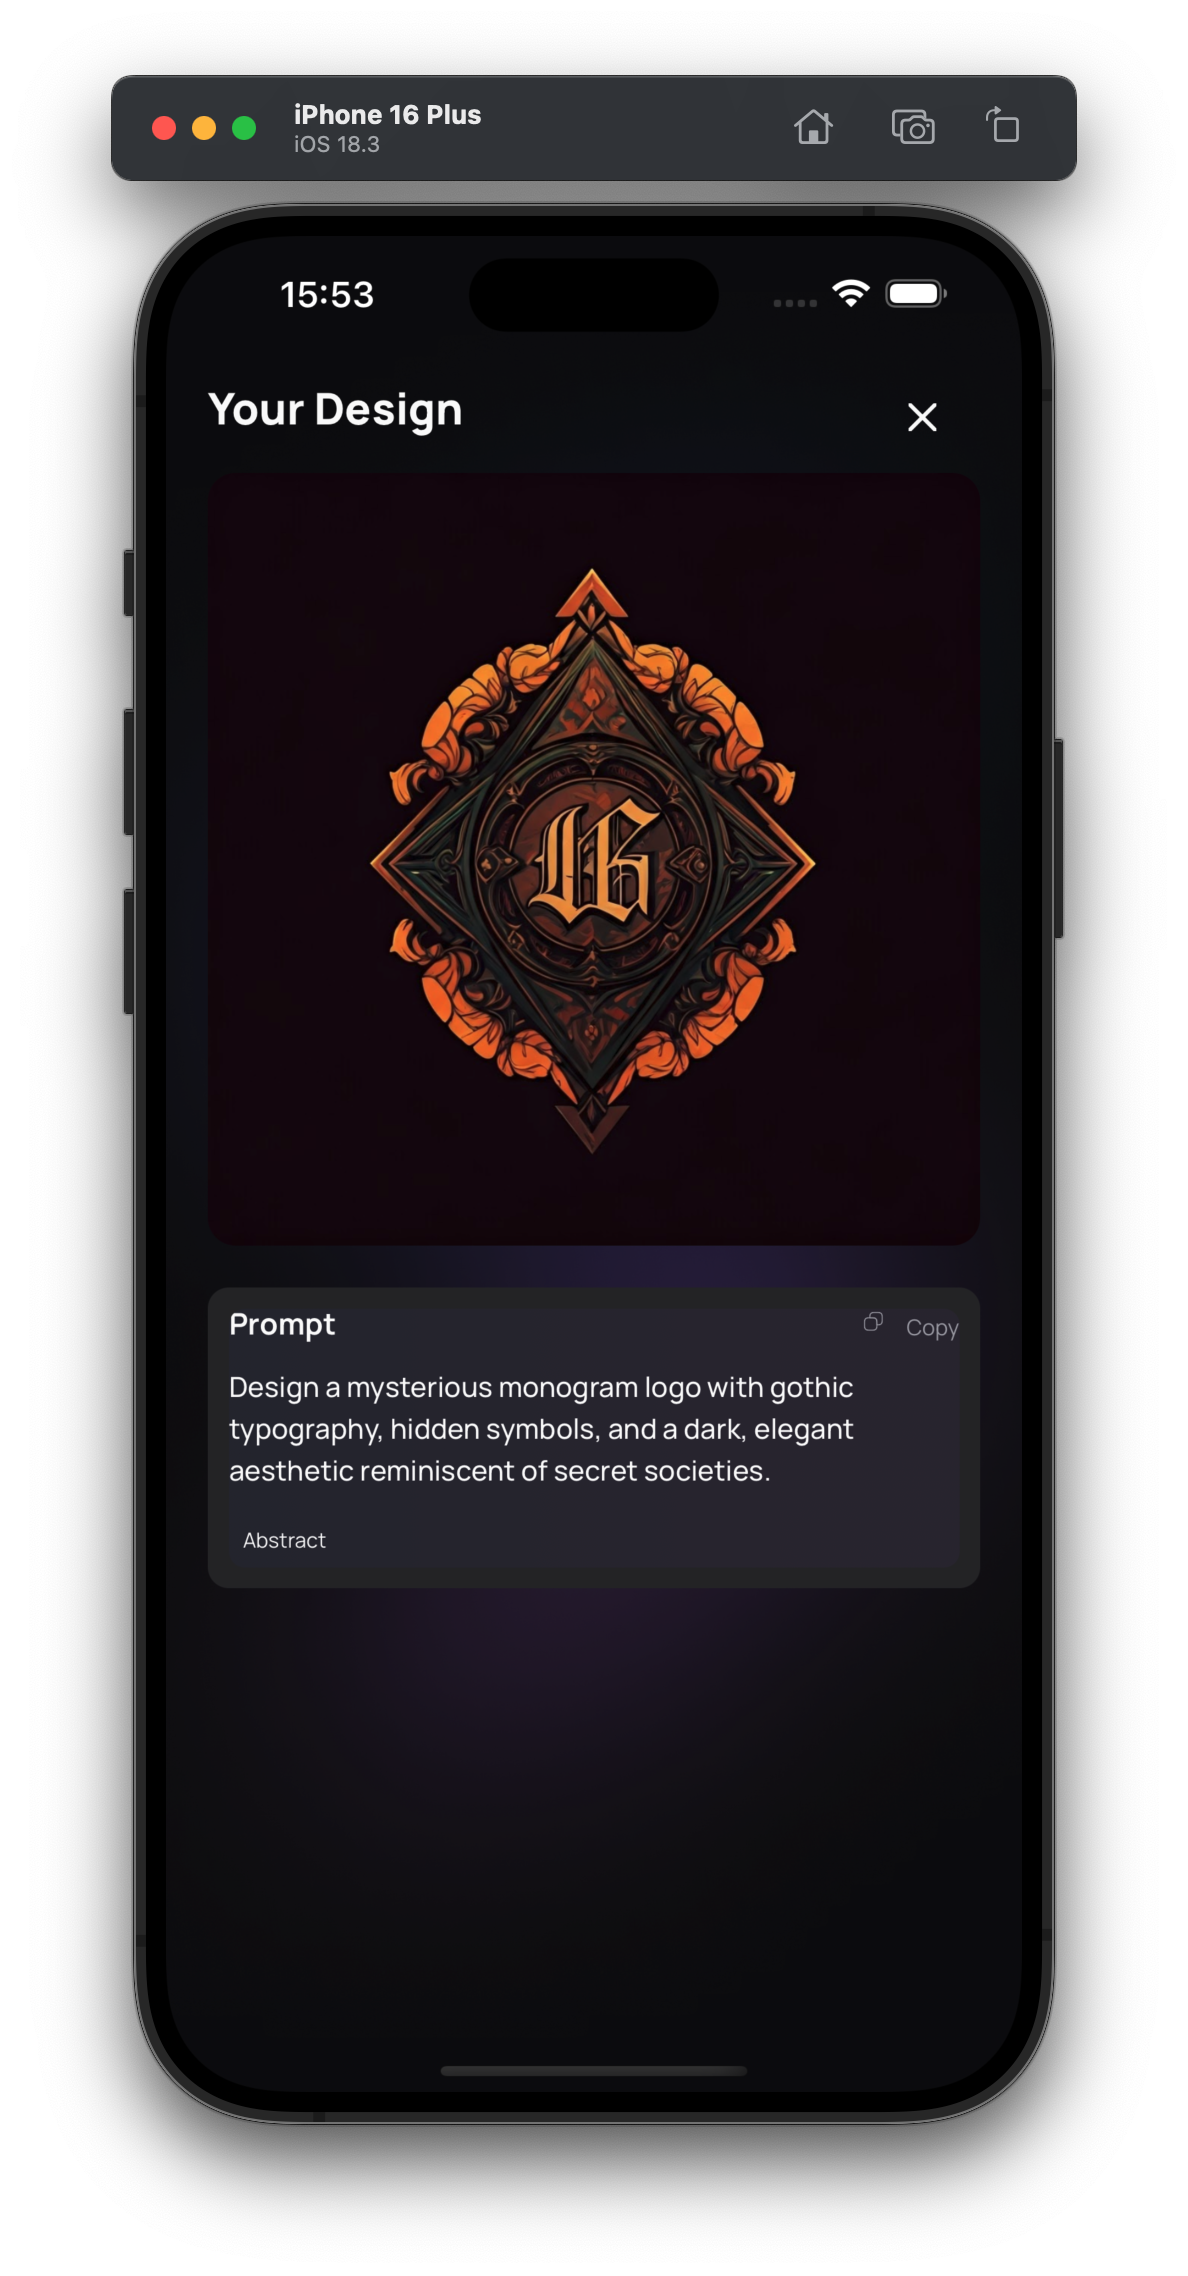 iPhone 16 Plus
iOS 18.3
15:53
Your Design
Prompt
Copy
Design a mysterious monogram logo with gothic
typography, hidden symbols, and a dark, elegant
aesthetic reminiscent of secret societies.
Abstract